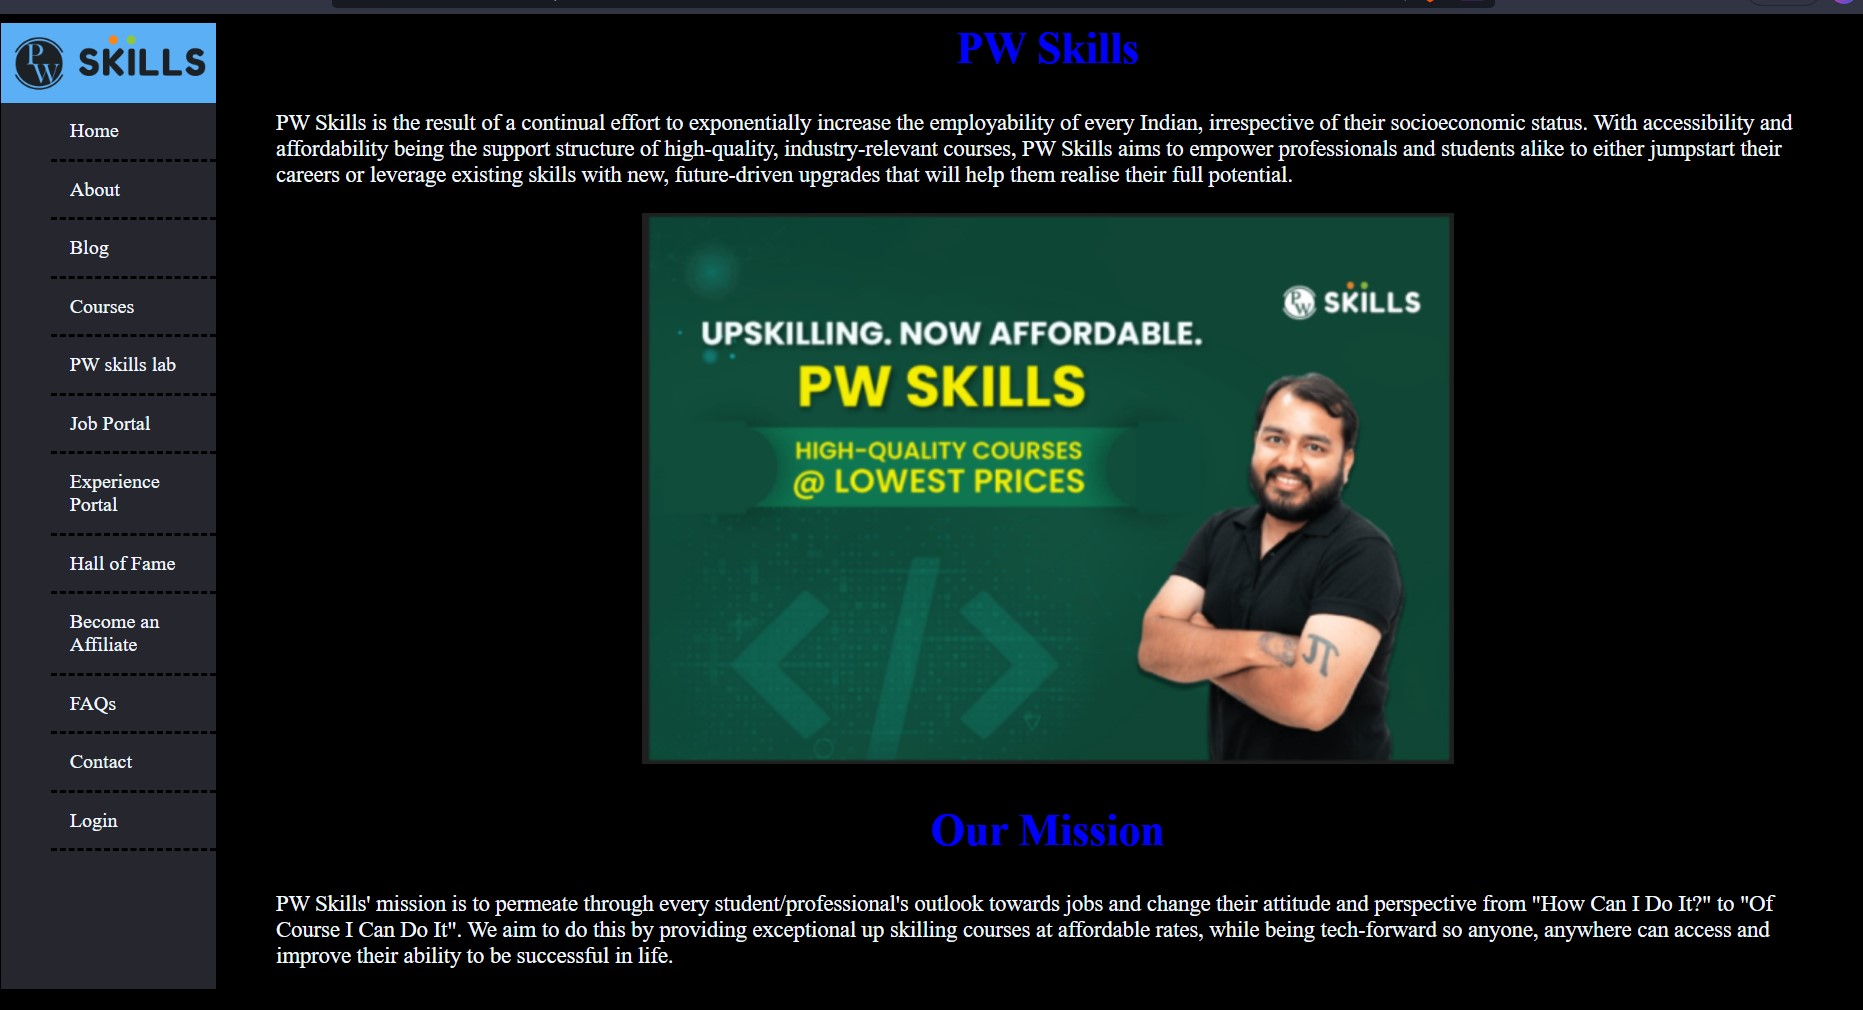 PW SKILLS
Home
About
Blog
Courses
PW skills lab
Job Portal
Experience
Portal
Hall of Fame
Become an
Affiliate
FAQs
Contact
Login
PW Skills
PW Skills is the result of a continual effort to exponentially increase the employability of every Indian, irrespective of their socioeconomic status. With accessibility and
affordability being the support structure of high-quality, industry-relevant courses, PW Skills aims to empower professionals and students alike to either jumpstart their
careers or leverage existing skills with new, future-driven upgrades that will help them realise their full potential.
PW SKILLS
UPSKILLING. NOW AFFORDABLE.
PW SKILLS
HIGH-QUALITY COURSES
@ LOWEST PRICES
</>
π
Our Mission
PW Skills' mission is to permeate through every student/professional's outlook towards jobs and change their attitude and perspective from "How Can I Do It?" to "Of
Course I Can Do It". We aim to do this by providing exceptional up skilling courses at affordable rates, while being tech-forward so anyone, anywhere can access and
improve their ability to be successful in life.